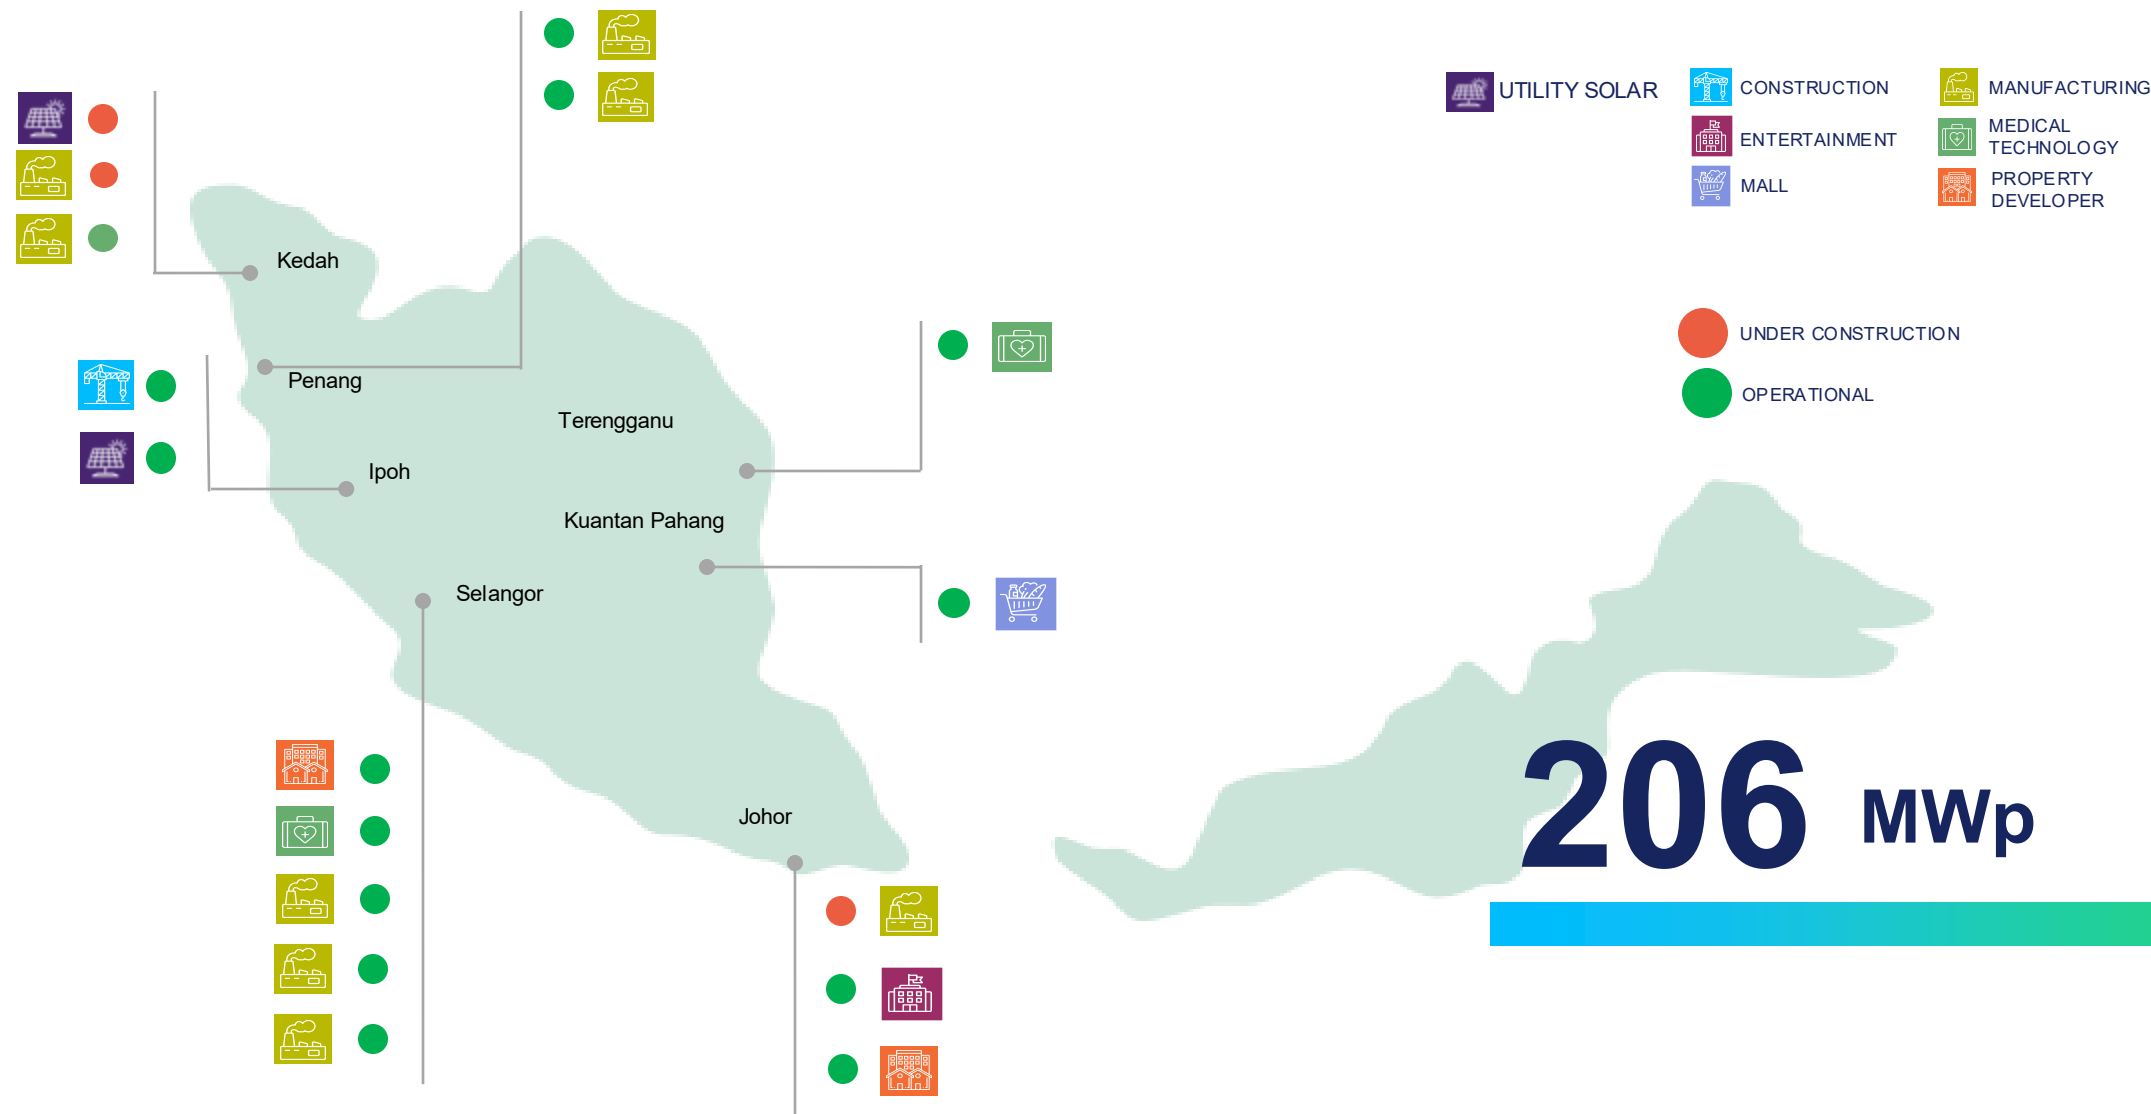 UTILITY SOLAR
CONSTRUCTION
MANUFACTURING
ENTERTAINMENT
MEDICAL
TECHNOLOGY
MALL
PROPERTY
DEVELOPER
Kedah
UNDER CONSTRUCTION
Penang
OPERATIONAL
Terengganu
Ipoh
Kuantan Pahang
Selangor
Johor
206 MWp